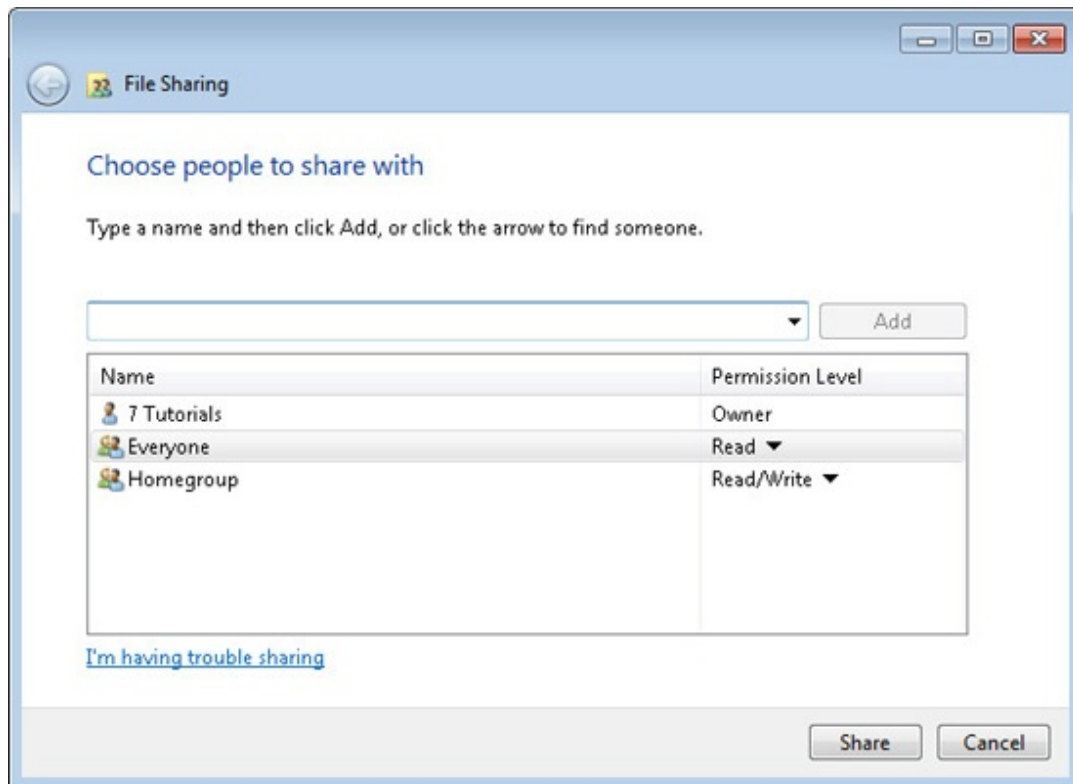 File Sharing
Choose people to share with
Type a name and then click Add, or click the arrow to find someone.
Add
Name Permission Level
7 Tutorials Owner
Everyone Read
Homegroup Read/Write
I'm having trouble sharing
Share Cancel